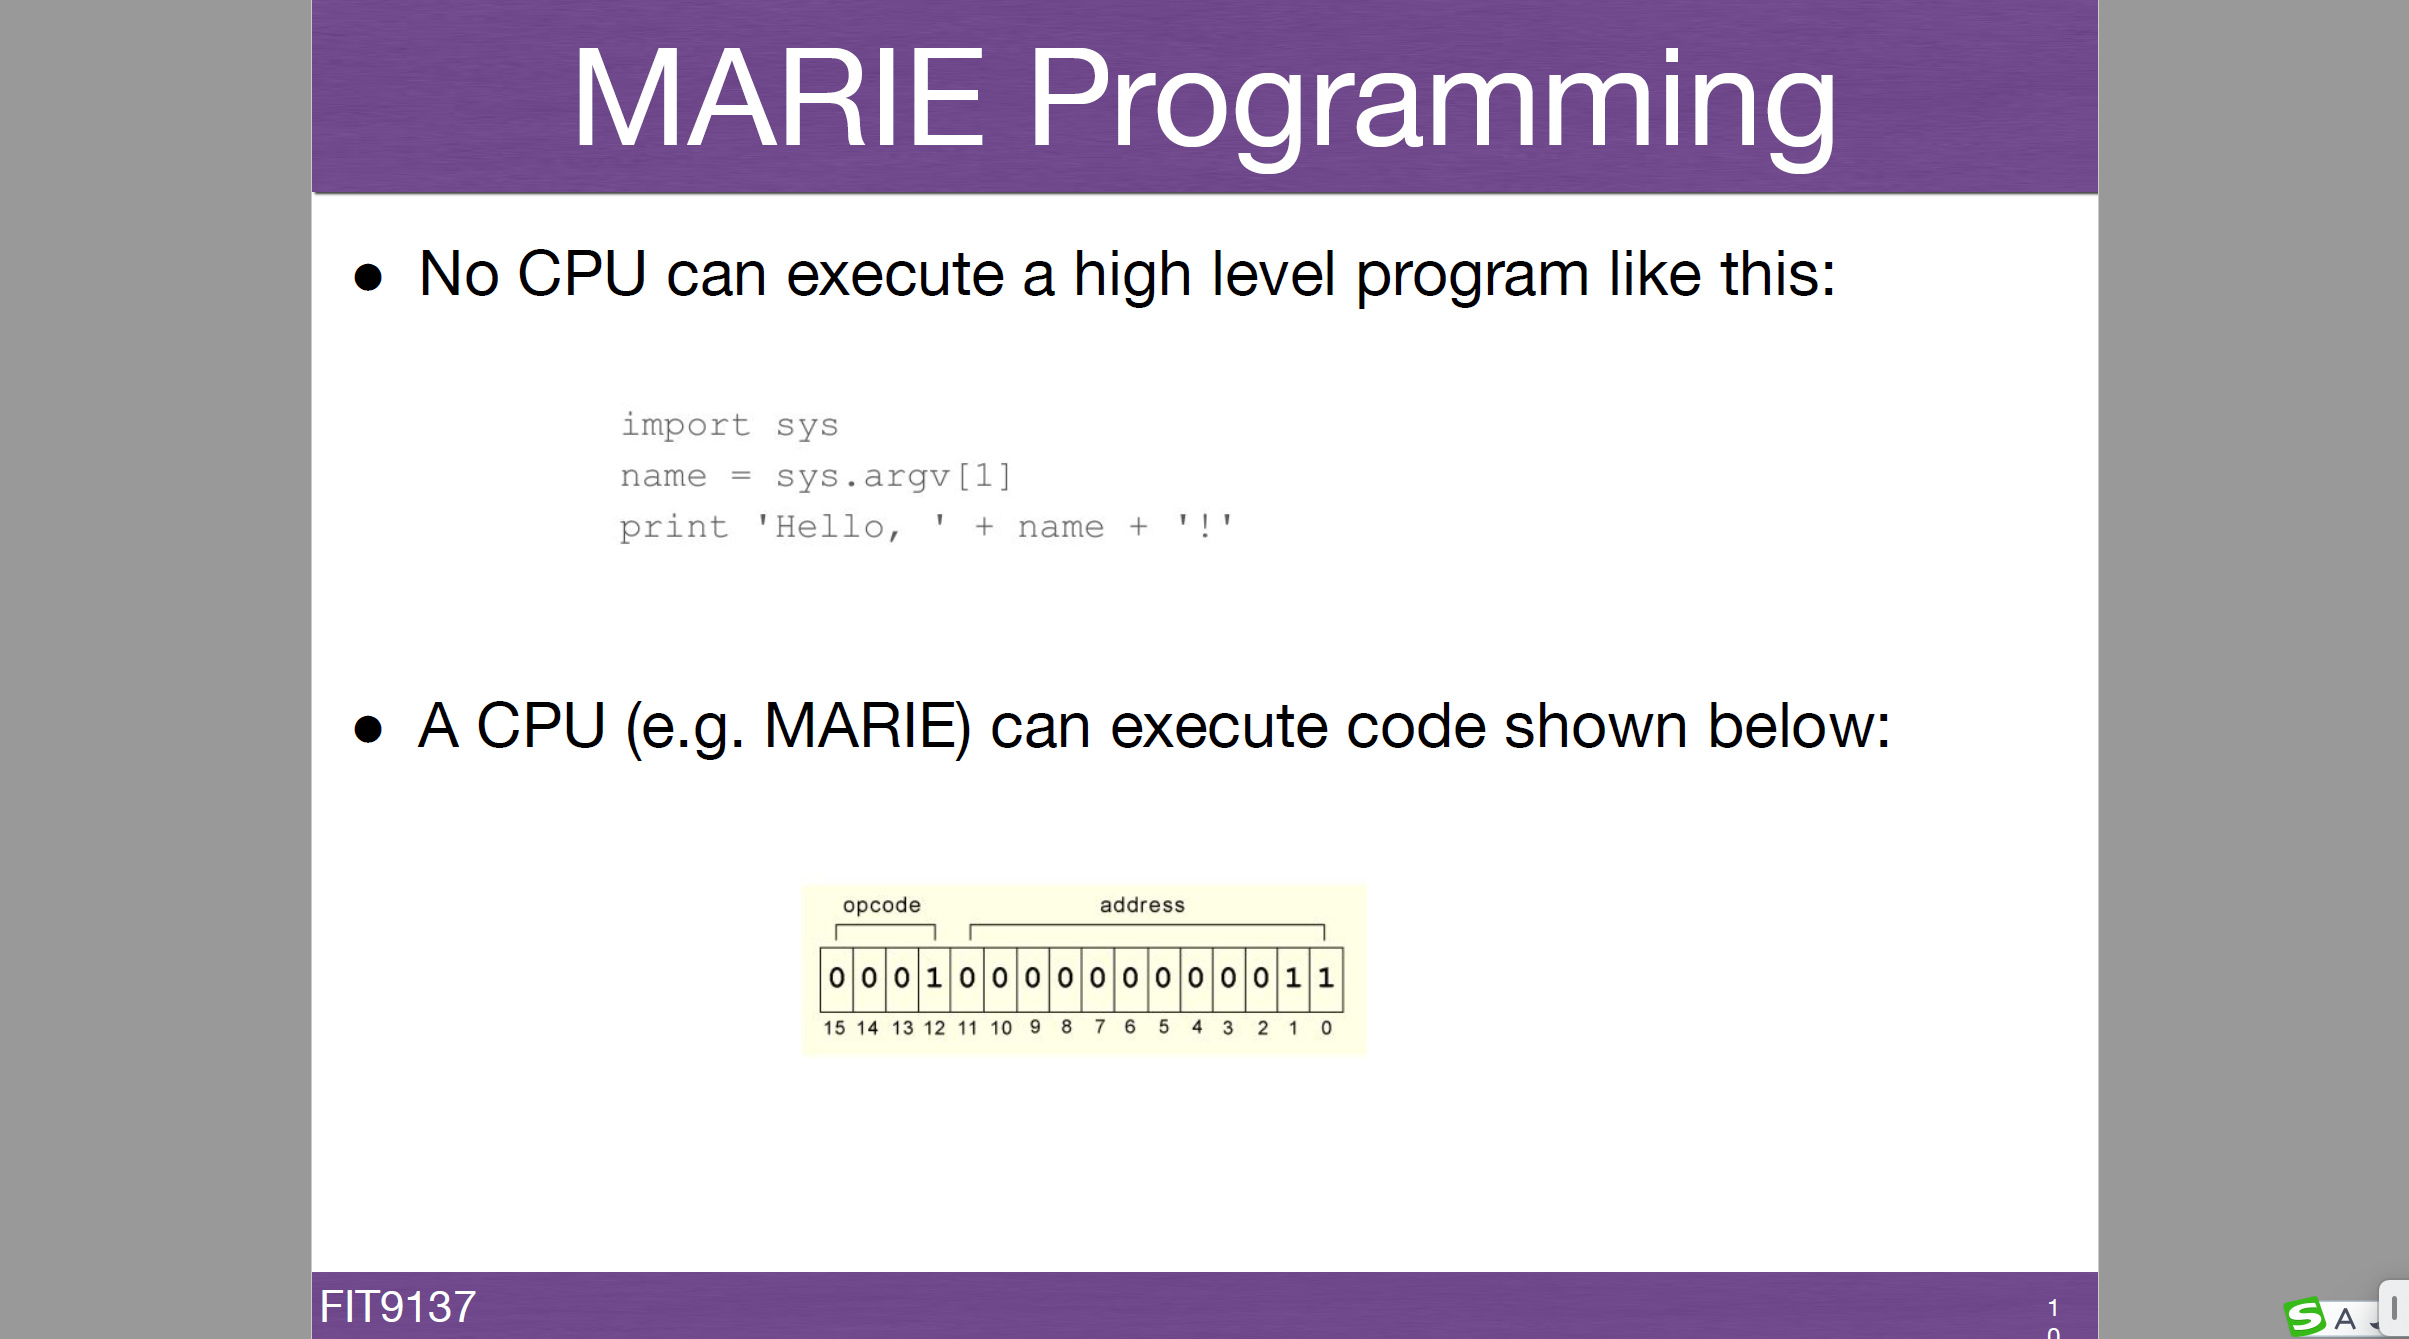 MARIE Programming
● No CPU can execute a high level program like this:
import sys
name = sys.argv[1]
print 'Hello, ' + name + '!'
● A CPU (e.g. MARIE) can execute code shown below:
opcode address
0 0 0 1 0 0 0 0 0 0 0 0 0 0 1 1
15 14 13 12 11 10 9 8 7 6 5 4 3 2 1 0
FIT9137
1
0
S A